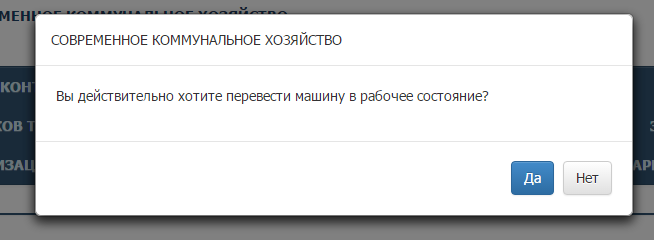 СОВРЕМЕННОЕ КОММУНАЛЬНОЕ ХОЗЯЙСТВО
Вы действительно хотите перевести машину в рабочее состояние?
Да Нет